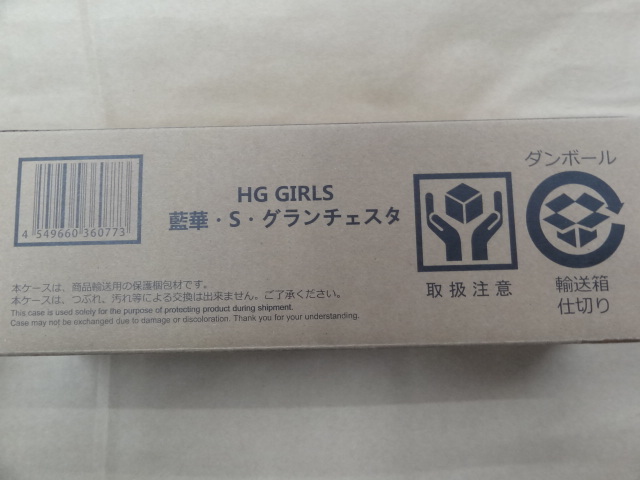 HG GIRLS
藍華・S・グランチェスタ
4 549660 360773
本ケースは、商品輸送用の保護梱包材です。
本ケースは、つぶれ、汚れ等による交換は出来ません。ご了承ください。
This case is used solely for the purpose of protecting product during shipment.
Case may not be exchanged due to damage or discoloration. Thank you for your understanding.
取扱注意
ダンボール
輸送箱
仕切り